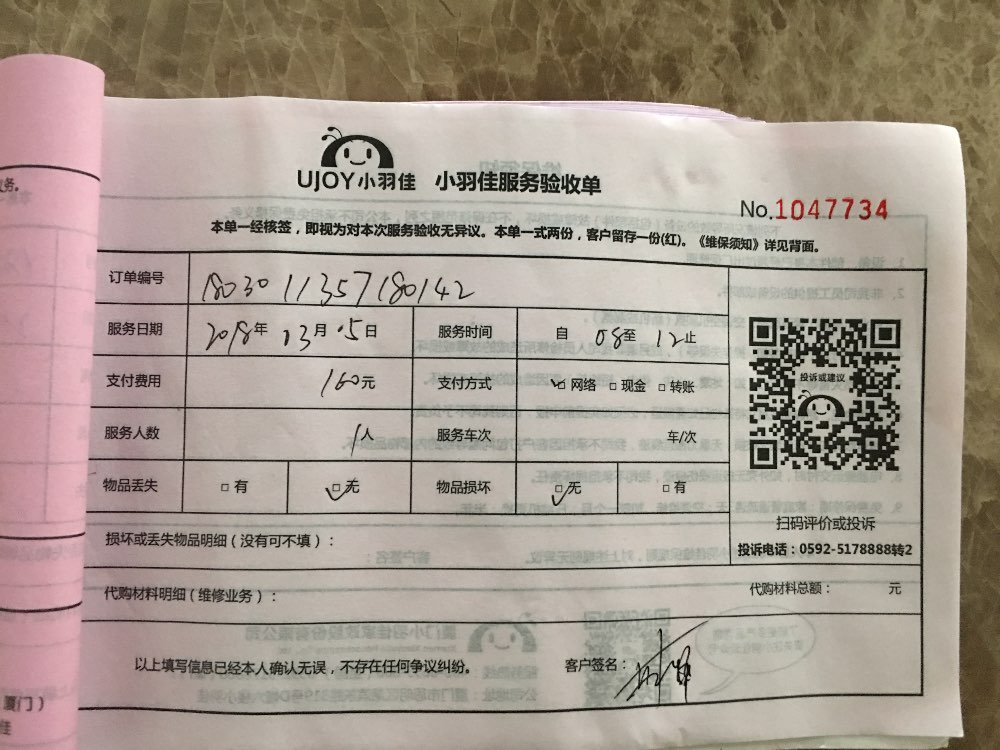 务。
UJOY小羽佳 小羽佳服务验收单
No.1047734
本单一经核签，即视为对本次服务验收无异议。本单一式两份，客户留存一份(红)。《维保须知》详见背面。
订单编号 1803011357180142
服务日期 2018年 03月 05日 服务时间 自 08至 12止
支付费用 160元 支付方式 ☑网络 □现金 □转账
投诉或建议
服务人数 1人 服务车次 车/次
物品丢失 □有 ☑无 物品损坏 ☑无 □有
扫码评价或投诉
损坏或丢失物品明细（没有可不填）：
投诉电话：0592-5178888转2
代购材料明细（维修业务）： 代购材料总额： 元
以上填写信息已经本人确认无误，不存在任何争议纠纷。 客户签名：
厦门）
佳